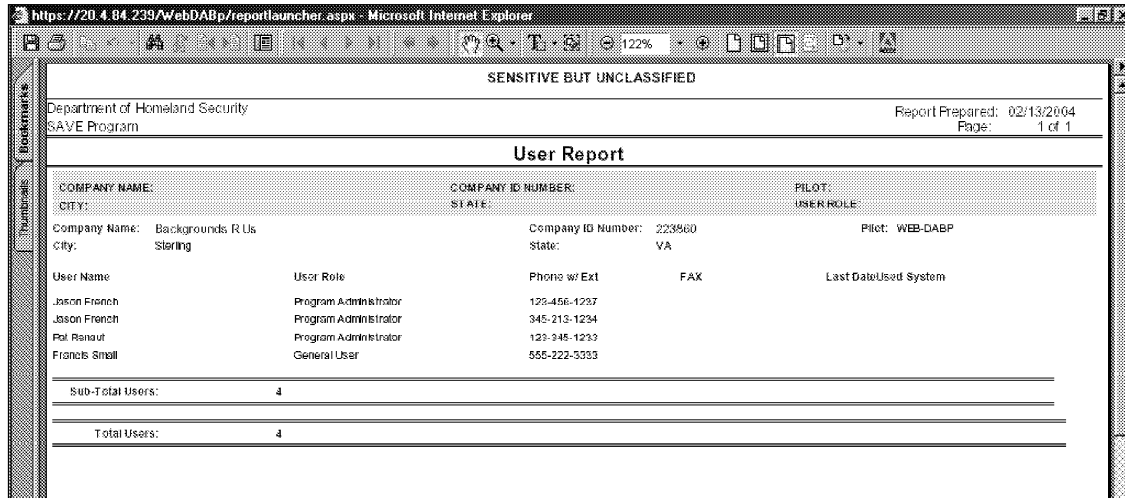 https://20.4.84.239/WebDABp/reportlauncher.aspx - Microsoft Internet Explorer
122%
Bookmarks
Thumbnails
SENSITIVE BUT UNCLASSIFIED
Department of Homeland Security Report Prepared: 02/13/2004
SAVE Program Page: 1 of 1
User Report
COMPANY NAME: COMPANY ID NUMBER: PILOT:
CITY: STATE: USER ROLE:
Company Name: Backgrounds R Us Company ID Number: 223860 Pilot: WEB-DABP
City: Sterling State: VA
User Name User Role Phone w/ Ext FAX Last DateUsed System
Jason French Program Administrator 123-456-1237
Jason French Program Administrator 345-213-1234
Pat Program Administrator 123-345-1233
Francis Small General User 555-222-3333
Sub-Total Users: 4
Total Users: 4